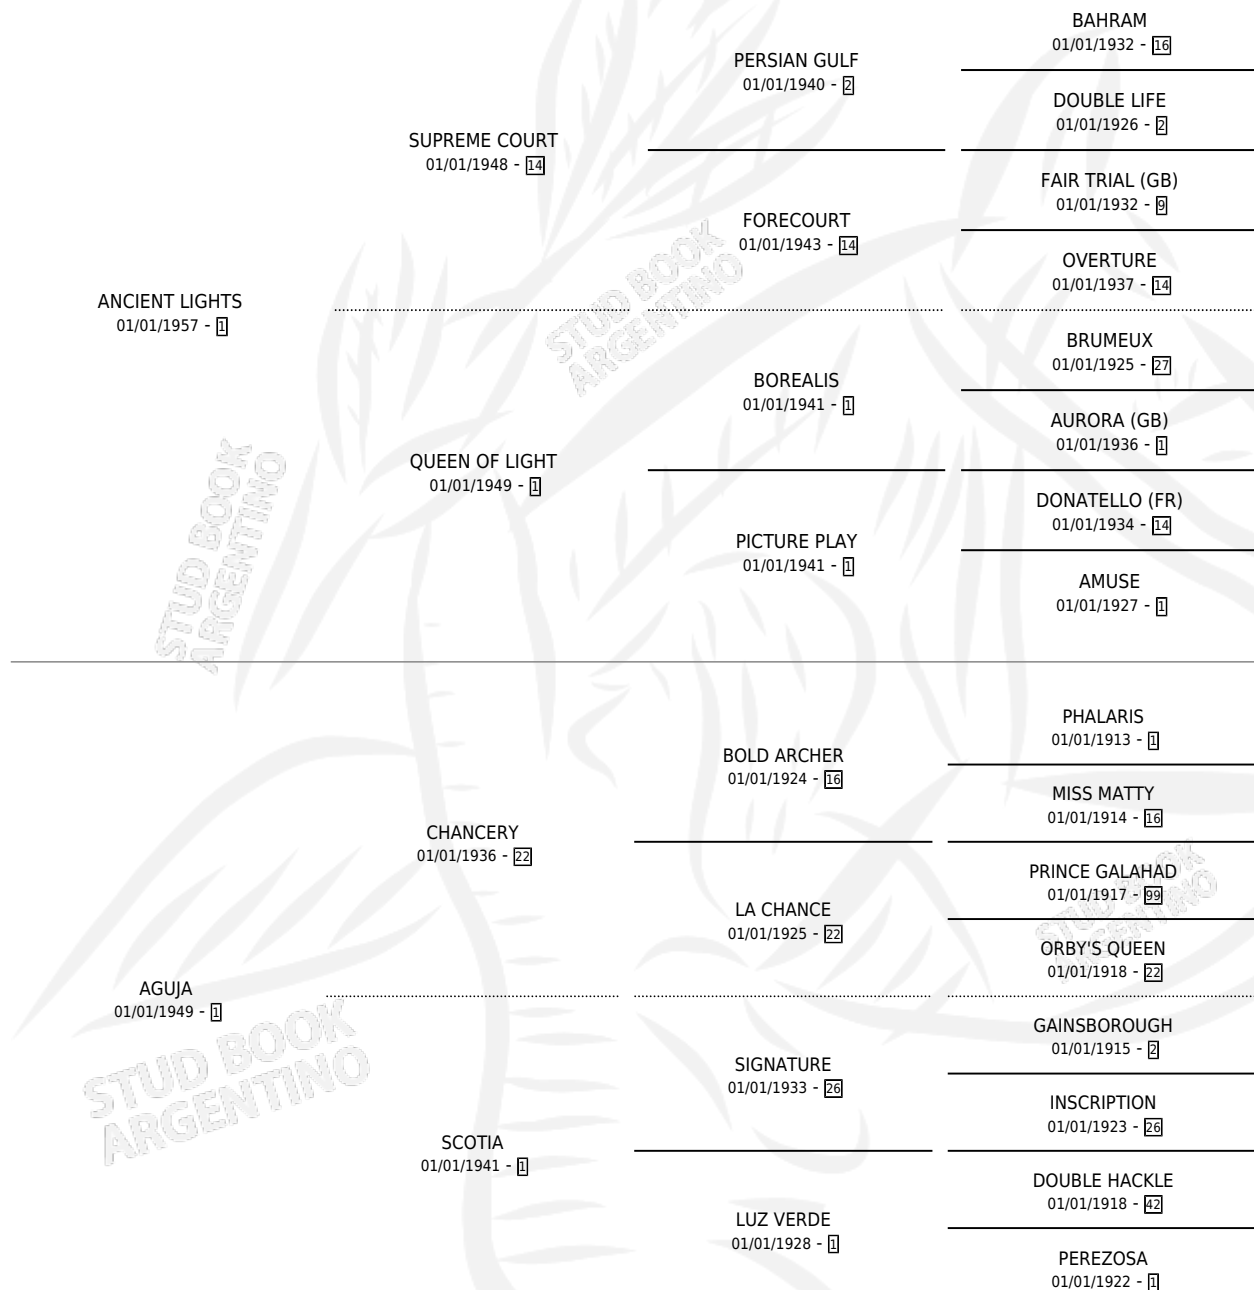 BAHRAM
01/01/1932 - 16
PERSIAN GULF
01/01/1940 - 2
DOUBLE LIFE
01/01/1926 - 2
SUPREME COURT
01/01/1948 - 14
FAIR TRIAL (GB)
01/01/1932 - 9
FORECOURT
01/01/1943 - 14
OVERTURE
01/01/1937 - 14
ANCIENT LIGHTS
01/01/1957 - 1
BRUMEUX
01/01/1925 - 27
BOREALIS
01/01/1941 - 1
AURORA (GB)
01/01/1936 - 1
QUEEN OF LIGHT
01/01/1949 - 1
DONATELLO (FR)
01/01/1934 - 14
PICTURE PLAY
01/01/1941 - 1
AMUSE
01/01/1927 - 1
PHALARIS
01/01/1913 - 1
BOLD ARCHER
01/01/1924 - 16
MISS MATTY
01/01/1914 - 16
CHANCERY
01/01/1936 - 22
PRINCE GALAHAD
01/01/1917 - 99
LA CHANCE
01/01/1925 - 22
ORBY'S QUEEN
01/01/1918 - 22
AGUJA
01/01/1949 - 1
GAINSBOROUGH
01/01/1915 - 2
SIGNATURE
01/01/1933 - 26
INSCRIPTION
01/01/1923 - 26
SCOTIA
01/01/1941 - 1
DOUBLE HACKLE
01/01/1918 - 42
LUZ VERDE
01/01/1928 - 1
PEREZOSA
01/01/1922 - 1
STUD BOOK
ARGENTINO
STUD BOOK
ARGENTINO
STUD BOOK
ARGENTINO
STUD BOOK
ARGENTINO